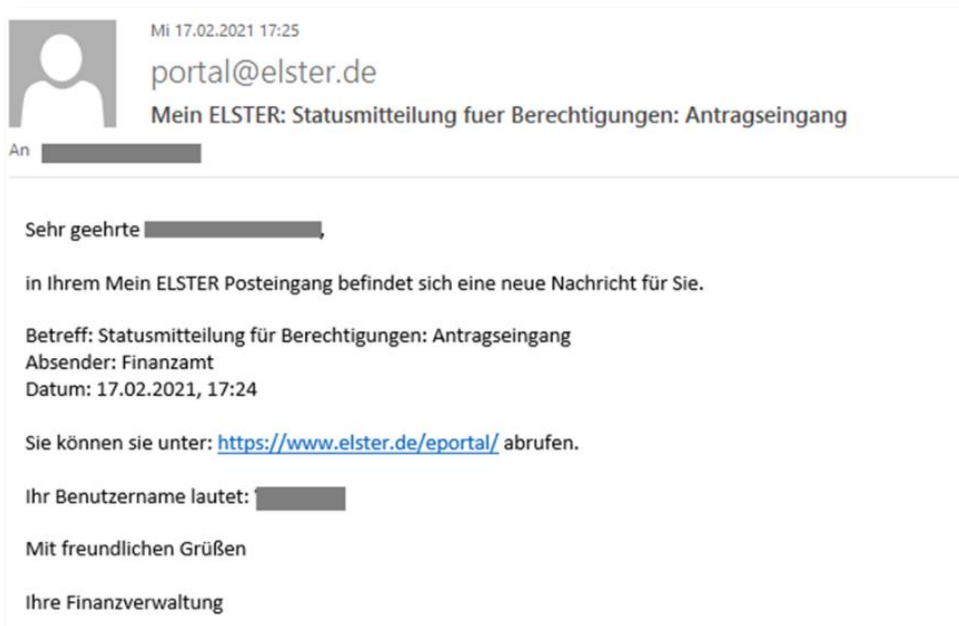 Mi 17.02.2021 17:25
portal@elster.de
Mein ELSTER: Statusmitteilung fuer Berechtigungen: Antragseingang
An
Sehr geehrte ,
in Ihrem Mein ELSTER Posteingang befindet sich eine neue Nachricht für Sie.
Betreff: Statusmitteilung für Berechtigungen: Antragseingang
Absender: Finanzamt
Datum: 17.02.2021, 17:24
Sie können sie unter: https://www.elster.de/eportal/ abrufen.
Ihr Benutzername lautet:
Mit freundlichen Grüßen
Ihre Finanzverwaltung